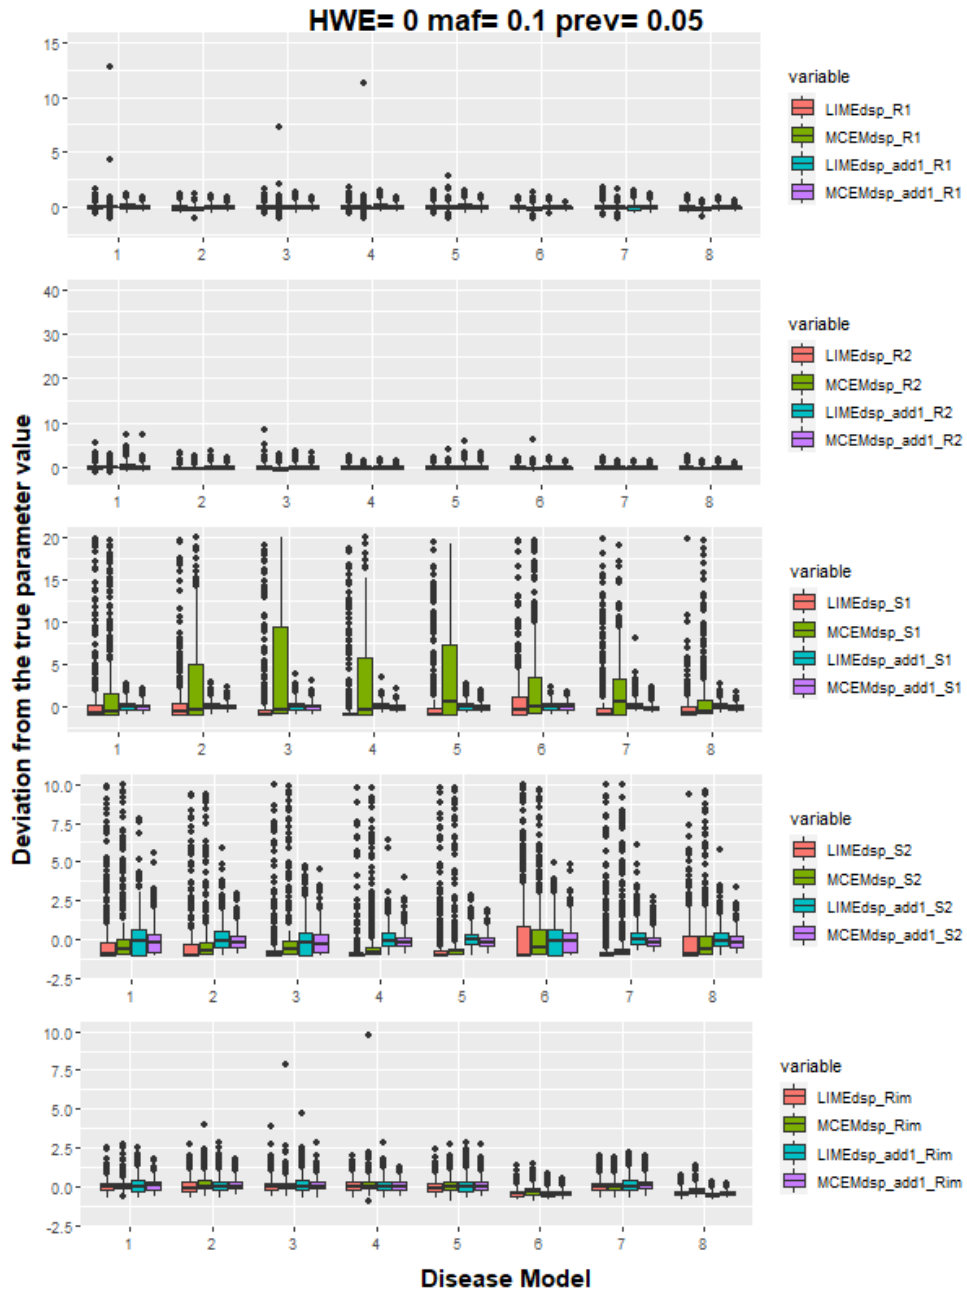 HWE= 0 maf= 0.1 prev= 0.05
Deviation from the true parameter value
15
10
5
0
1 2 3 4 5 6 7 8
variable
LIMEdsp_R1
MCEMdsp_R1
LIMEdsp_add1_R1
MCEMdsp_add1_R1
40
30
20
10
0
1 2 3 4 5 6 7 8
variable
LIMEdsp_R2
MCEMdsp_R2
LIMEdsp_add1_R2
MCEMdsp_add1_R2
20
15
10
5
0
1 2 3 4 5 6 7 8
variable
LIMEdsp_S1
MCEMdsp_S1
LIMEdsp_add1_S1
MCEMdsp_add1_S1
10.0
7.5
5.0
2.5
0.0
-2.5
1 2 3 4 5 6 7 8
variable
LIMEdsp_S2
MCEMdsp_S2
LIMEdsp_add1_S2
MCEMdsp_add1_S2
10.0
7.5
5.0
2.5
0.0
-2.5
1 2 3 4 5 6 7 8
variable
LIMEdsp_Rim
MCEMdsp_Rim
LIMEdsp_add1_Rim
MCEMdsp_add1_Rim
Disease Model